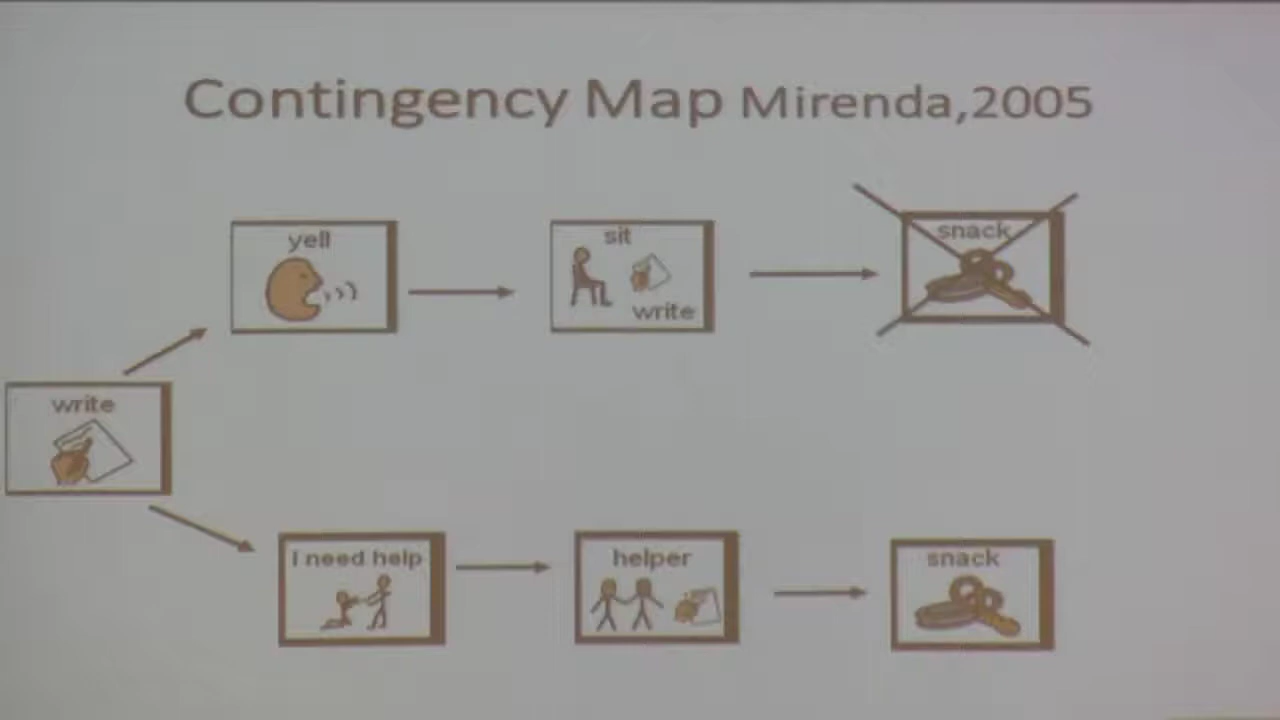 Contingency Map Mirenda,2005
yell
sit
write
snack
write
I need help
helper
snack